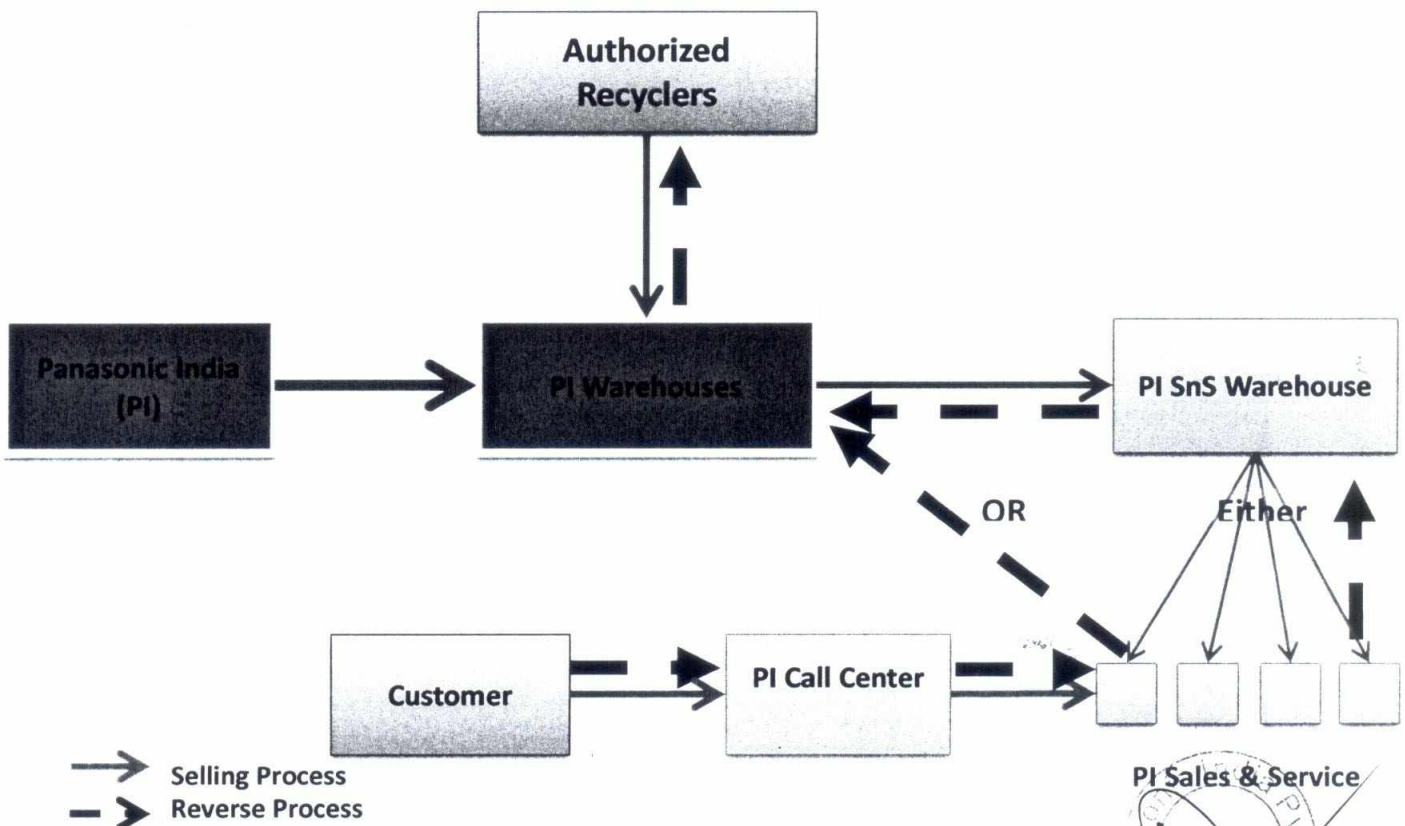 Authorized
Recyclers
Panasonic India
(PI)
PI Warehouses
PI SnS Warehouse
OR
Either
Customer
PI Call Center
PI Sales & Service
Selling Process
Reverse Process